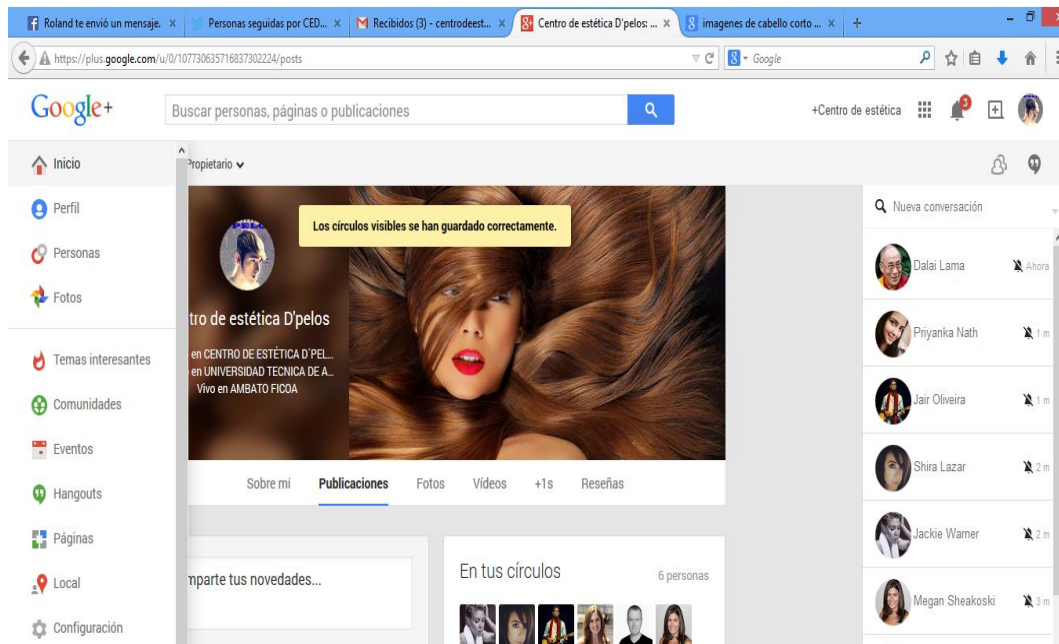 Roland te envió un mensaje.
Personas seguidas por CED...
Recibidos (3) - centrodeest...
Centro de estética D'pelos: ...
imagenes de cabello corto ...
https://plus.google.com/u/0/107730635716837302224/posts
Google
Google+
Buscar personas, páginas o publicaciones
+Centro de estética
3
Inicio
Propietario
Perfil
Personas
Fotos
Temas interesantes
Comunidades
Eventos
Hangouts
Páginas
Local
Configuración
Los círculos visibles se han guardado correctamente.
PELO
tro de estética D'pelos
en CENTRO DE ESTÉTICA D´PEL...
en UNIVERSIDAD TECNICA DE A...
Vivo en AMBATO FICOA
Sobre mí Publicaciones Fotos Vídeos +1s Reseñas
mparte tus novedades...
En tus círculos
6 personas
Nueva conversación
Dalai Lama Ahora
Priyanka Nath 1 m
Jair Oliveira 1 m
Shira Lazar 2 m
Jackie Warner 2 m
Megan Sheakoski 3 m